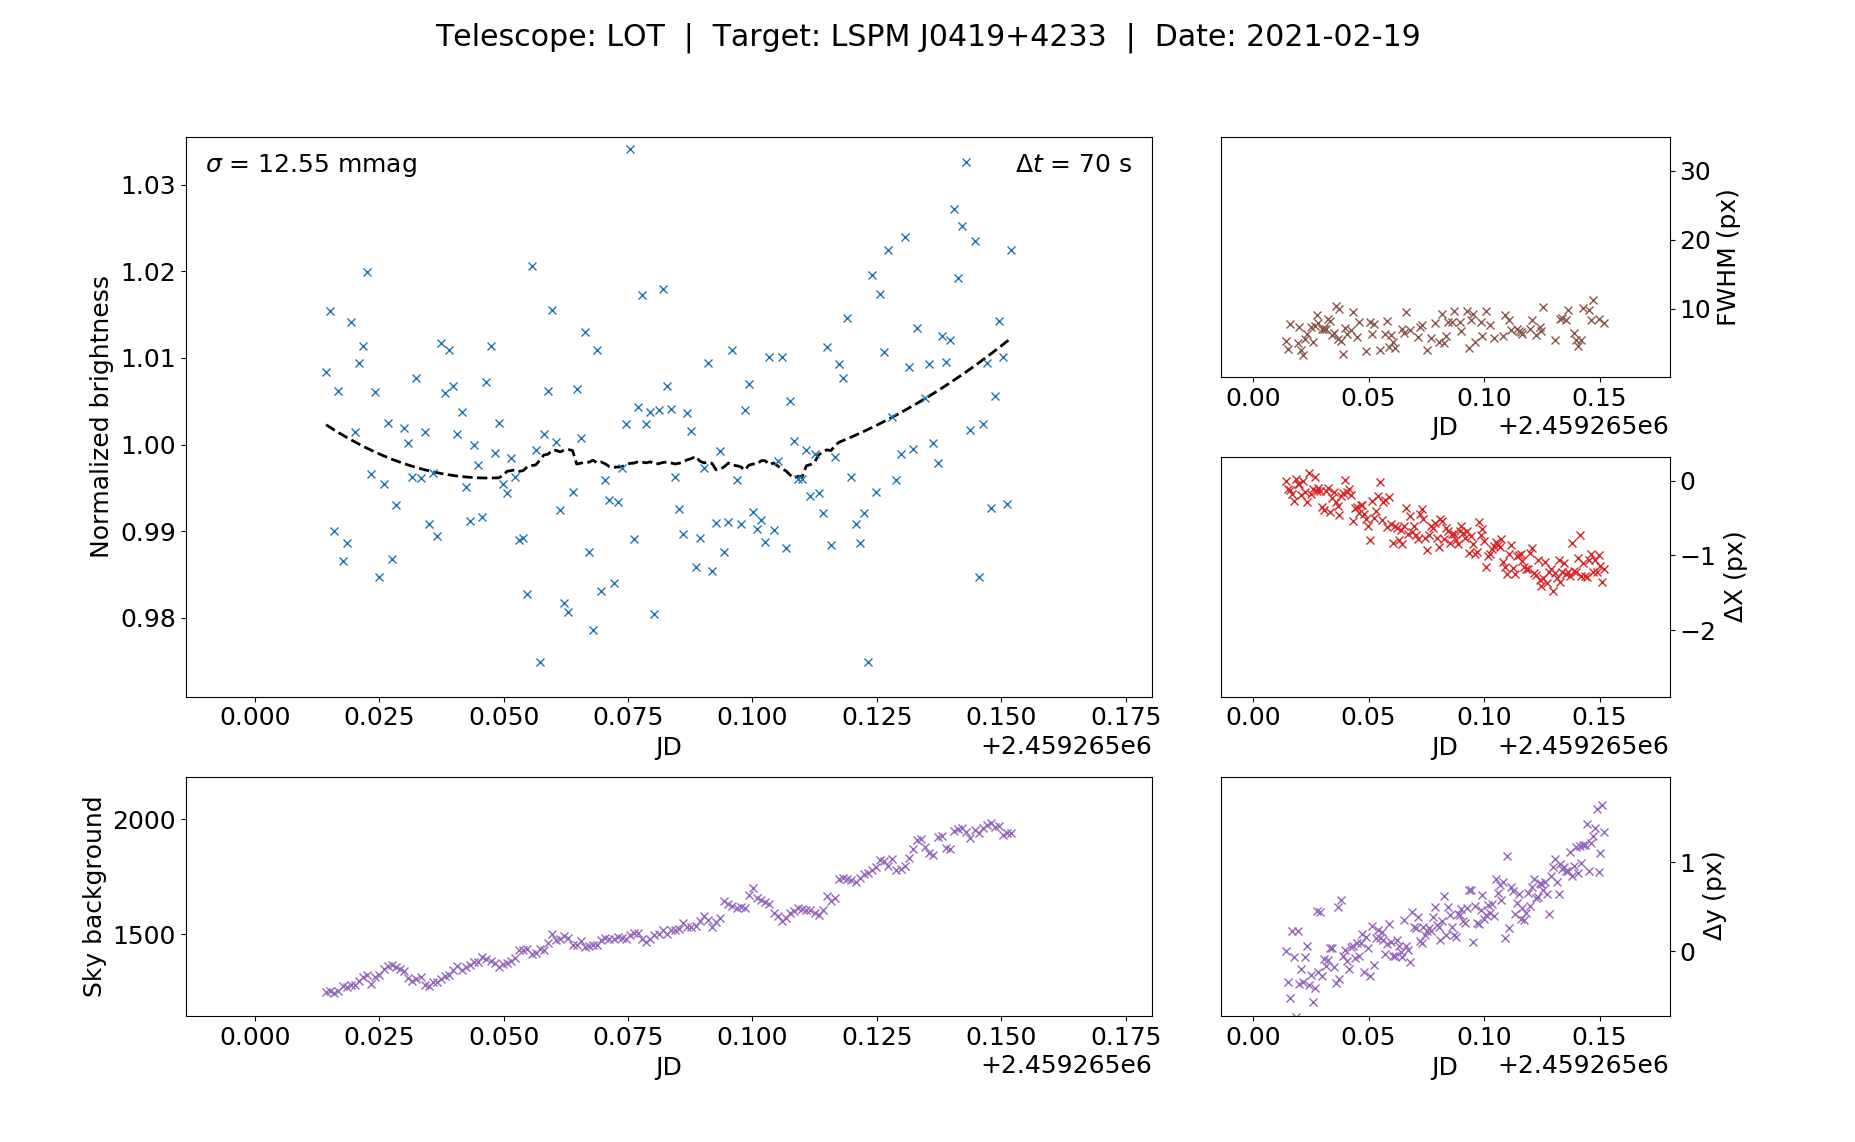 Telescope: LOT | Target: LSPM J0419+4233 | Date: 2021-02-19
σ = 12.55 mmag
Δt = 70 s
Normalized brightness
1.03
1.02
1.01
1.00
0.99
0.98
0.000 0.025 0.050 0.075 0.100 0.125 0.150 0.175
JD
+2.459265e6
30
20
10
FWHM (px)
0.00 0.05 0.10 0.15
JD
+2.459265e6
0
−1
−2
ΔX (px)
0.00 0.05 0.10 0.15
JD
+2.459265e6
Sky background
2000
1500
0.000 0.025 0.050 0.075 0.100 0.125 0.150 0.175
JD
+2.459265e6
1
0
Δy (px)
0.00 0.05 0.10 0.15
JD
+2.459265e6